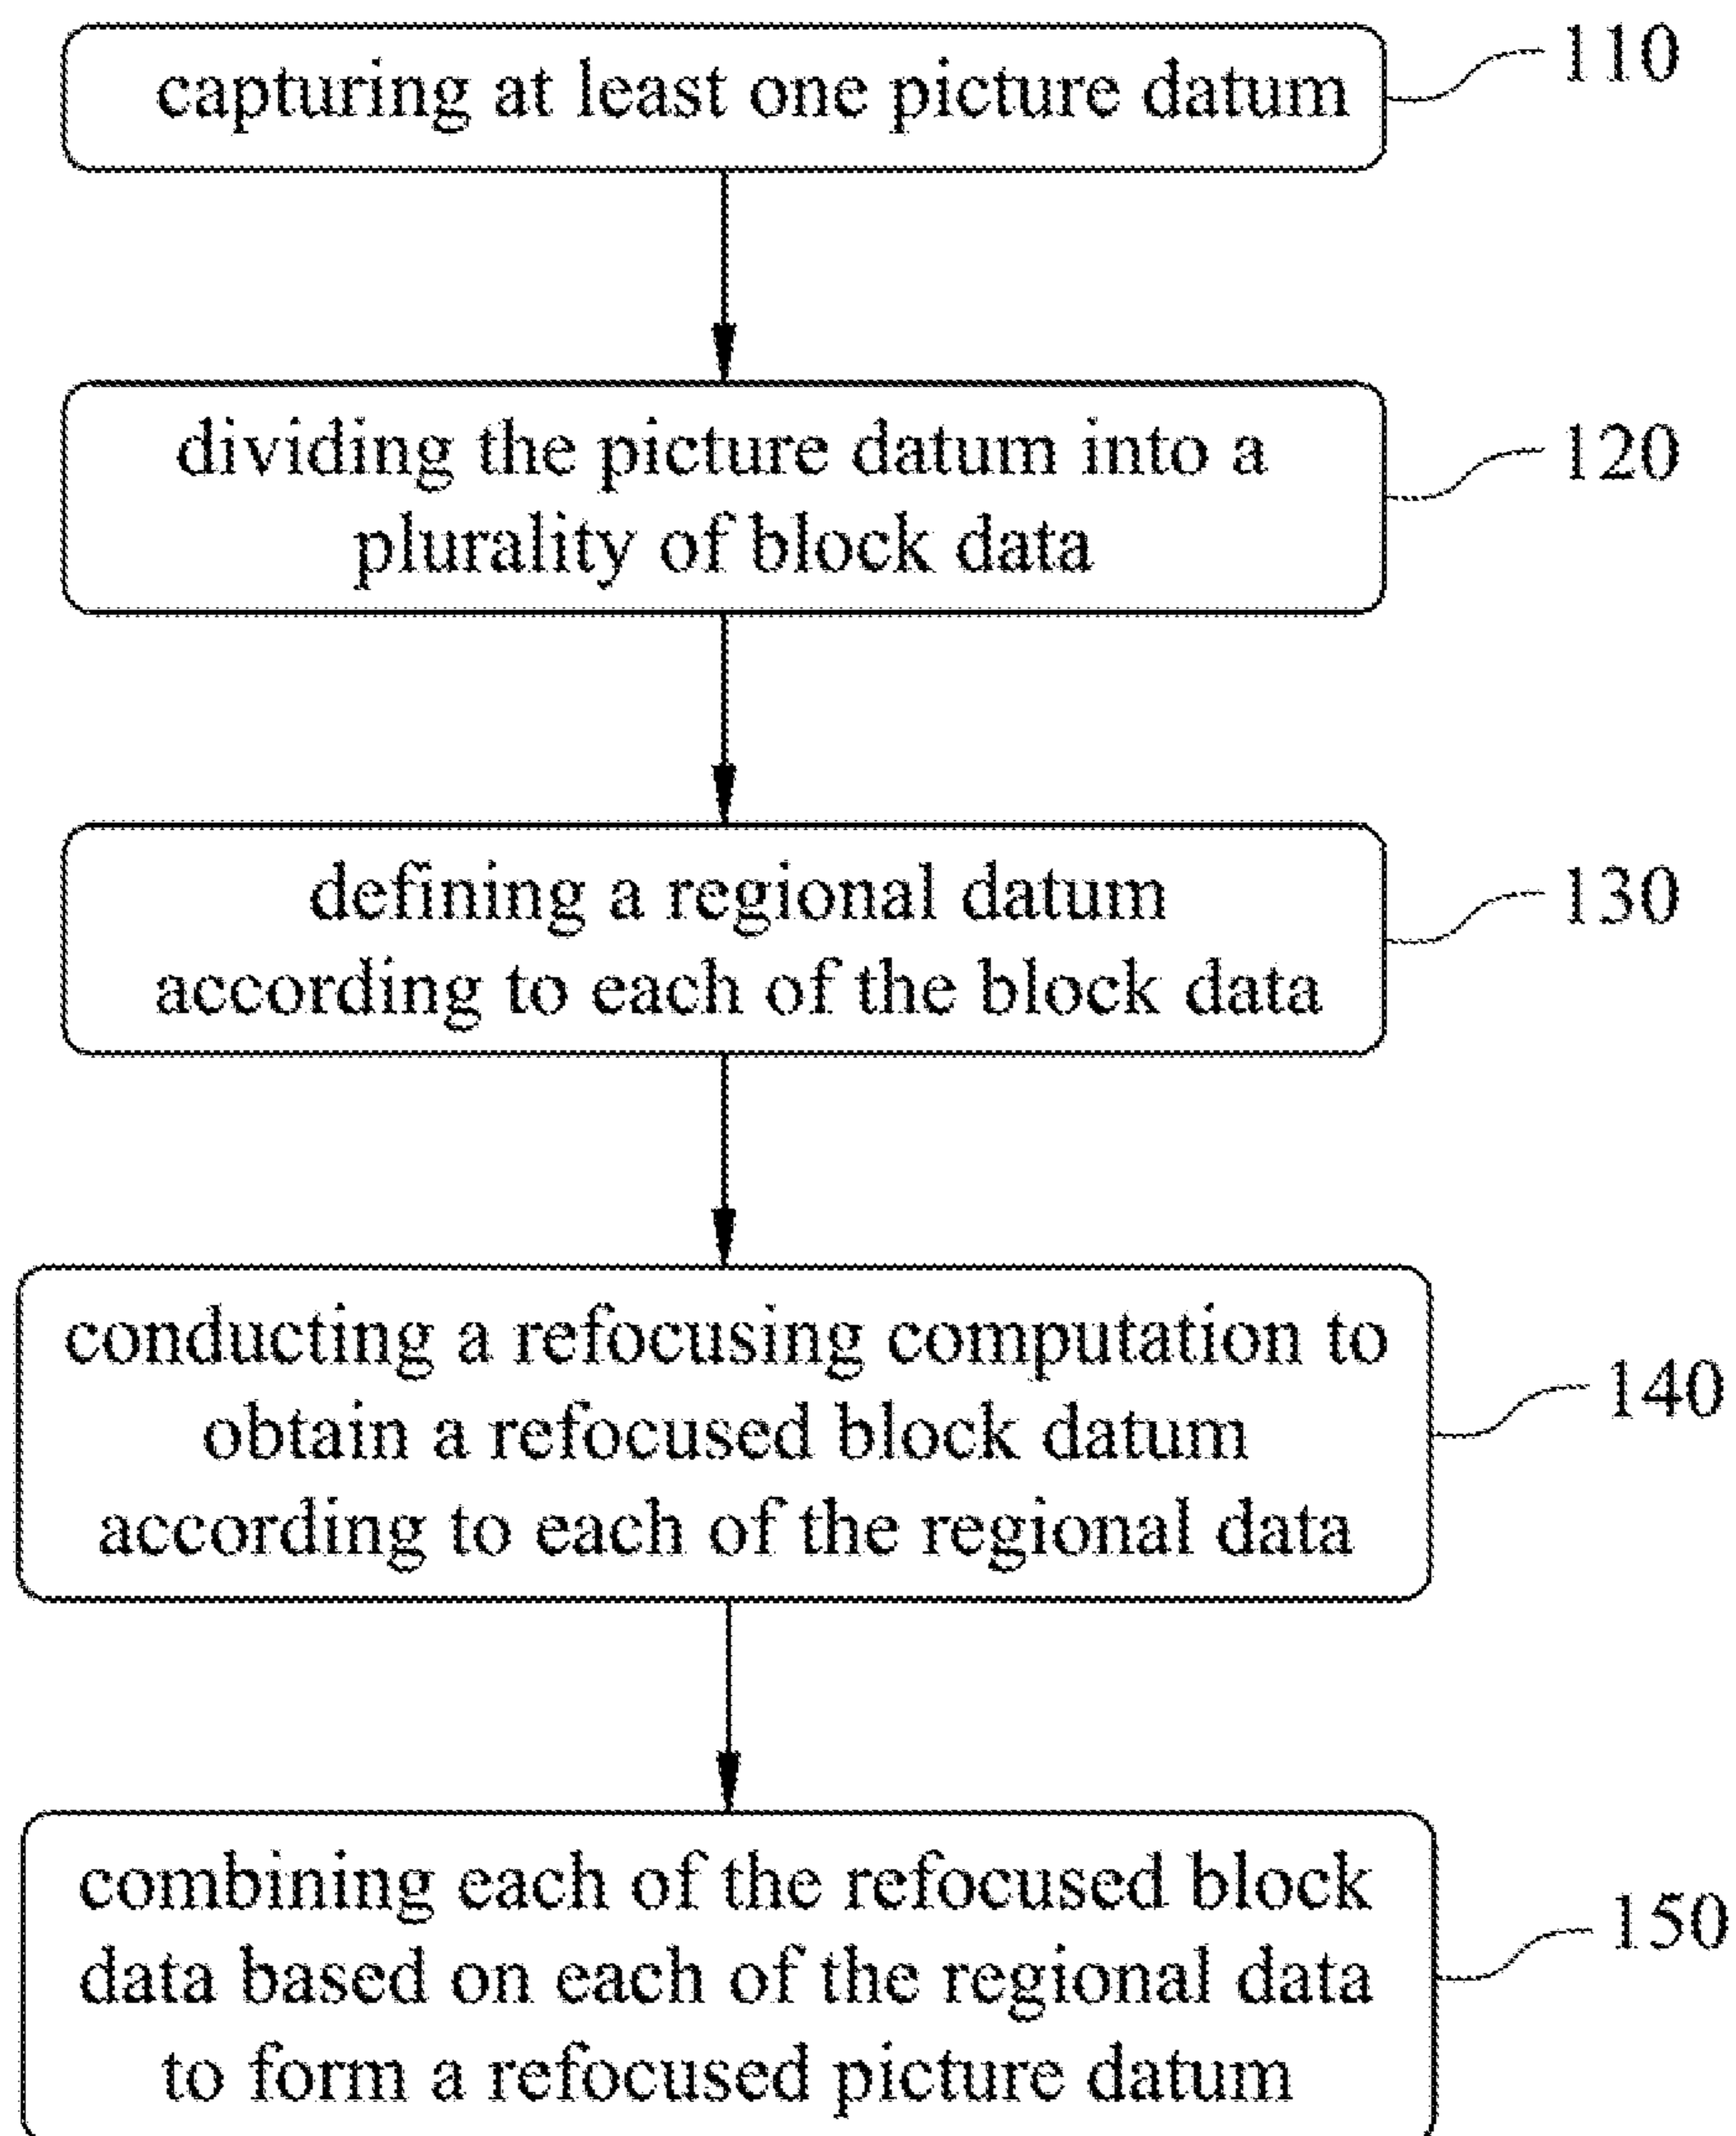 capturing at least one picture datum
110
dividing the picture datum into a
plurality of block data
120
defining a regional datum
according to each of the block data
130
conducting a refocusing computation to
obtain a refocused block datum
according to each of the regional data
140
combining each of the refocused block
data based on each of the regional data
to form a refocused picture datum
150